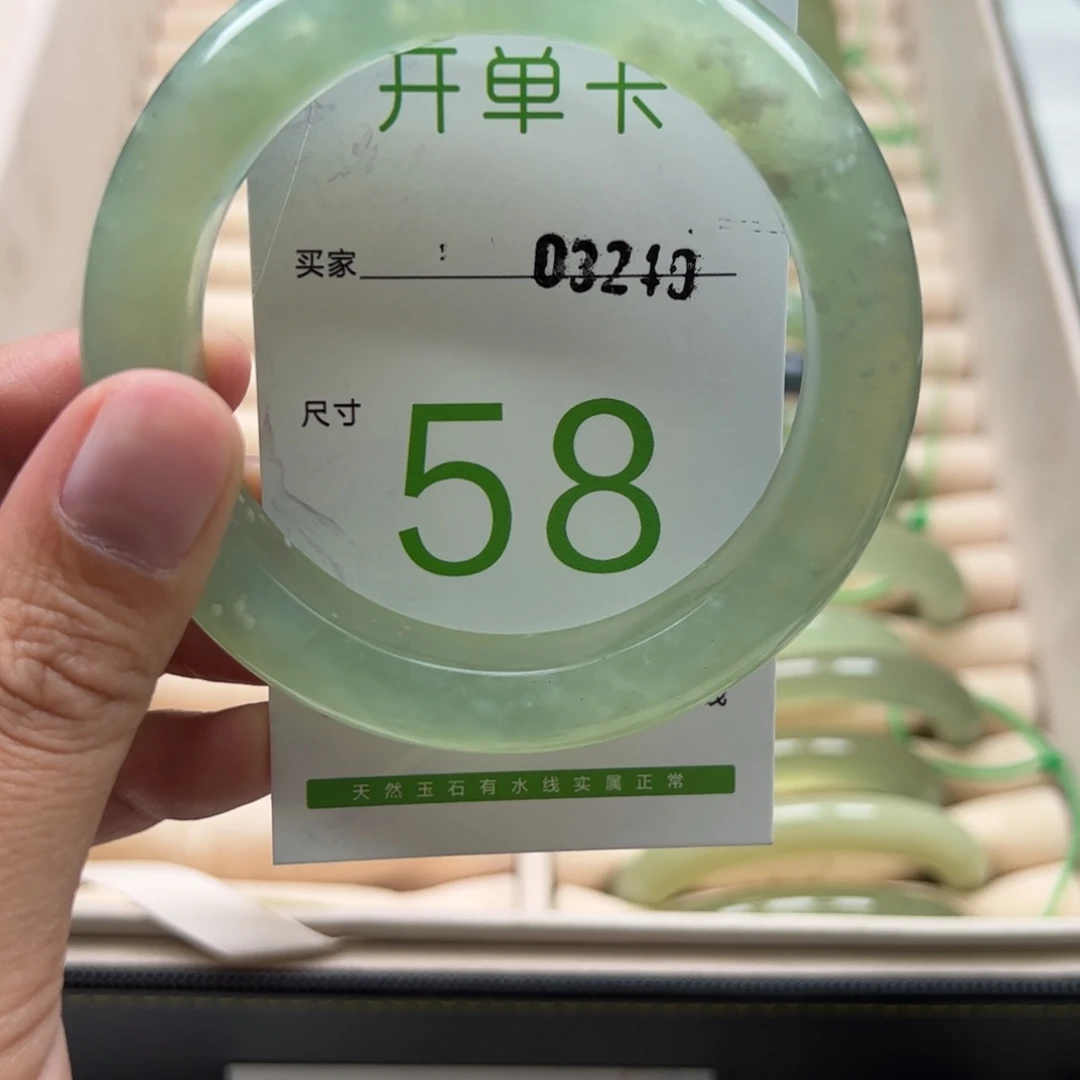 开单卡
买家 03219
尺寸 58
天然玉石有水线实属正常